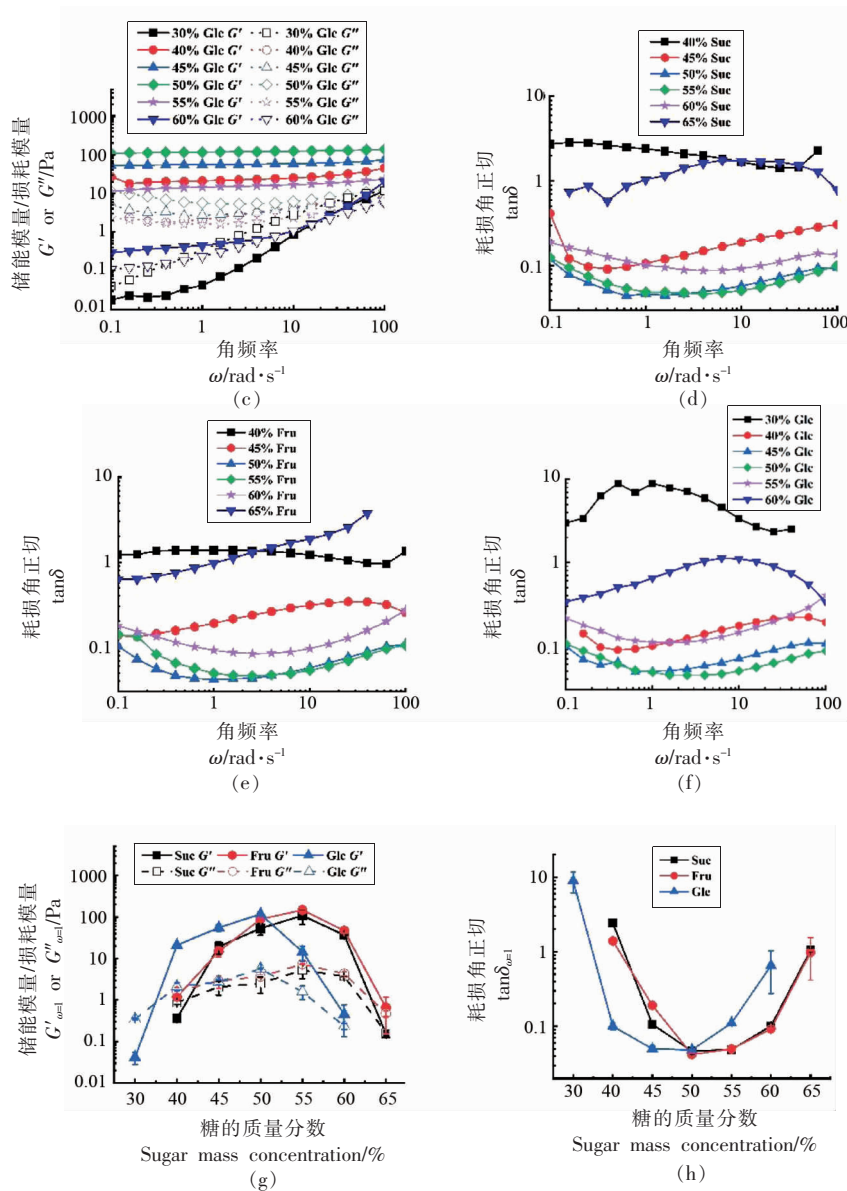 30% Glc G′ 30% Glc G″
40% Glc G′ 40% Glc G″
45% Glc G′ 45% Glc G″
50% Glc G′ 50% Glc G″
55% Glc G′ 55% Glc G″
60% Glc G′ 60% Glc G″
储能模量/损耗模量
G′ or G″/Pa
1000
100
10
1
0.1
0.01
0.1 1 10 100
角频率
ω/rad·s⁻¹
(c)
40% Suc
45% Suc
50% Suc
55% Suc
60% Suc
65% Suc
耗损角正切
tanδ
10
1
0.1
0.1 1 10 100
角频率
ω/rad·s⁻¹
(d)
40% Fru
45% Fru
50% Fru
55% Fru
60% Fru
65% Fru
耗损角正切
tanδ
10
1
0.1
0.1 1 10 100
角频率
ω/rad·s⁻¹
(e)
30% Glc
40% Glc
45% Glc
50% Glc
55% Glc
60% Glc
耗损角正切
tanδ
10
1
0.1
0.1 1 10 100
角频率
ω/rad·s⁻¹
(f)
Suc G′ Fru G′ Glc G′
Suc G″ Fru G″ Glc G″
储能模量/损耗模量
G′ω=1 or G″ω=1/Pa
1000
100
10
1
0.1
0.01
30 40 45 50 55 60 65
糖的质量分数
Sugar mass concentration/%
(g)
Suc
Fru
Glc
耗损角正切
tanδω=1
10
1
0.1
30 40 45 50 55 60 65
糖的质量分数
Sugar mass concentration/%
(h)